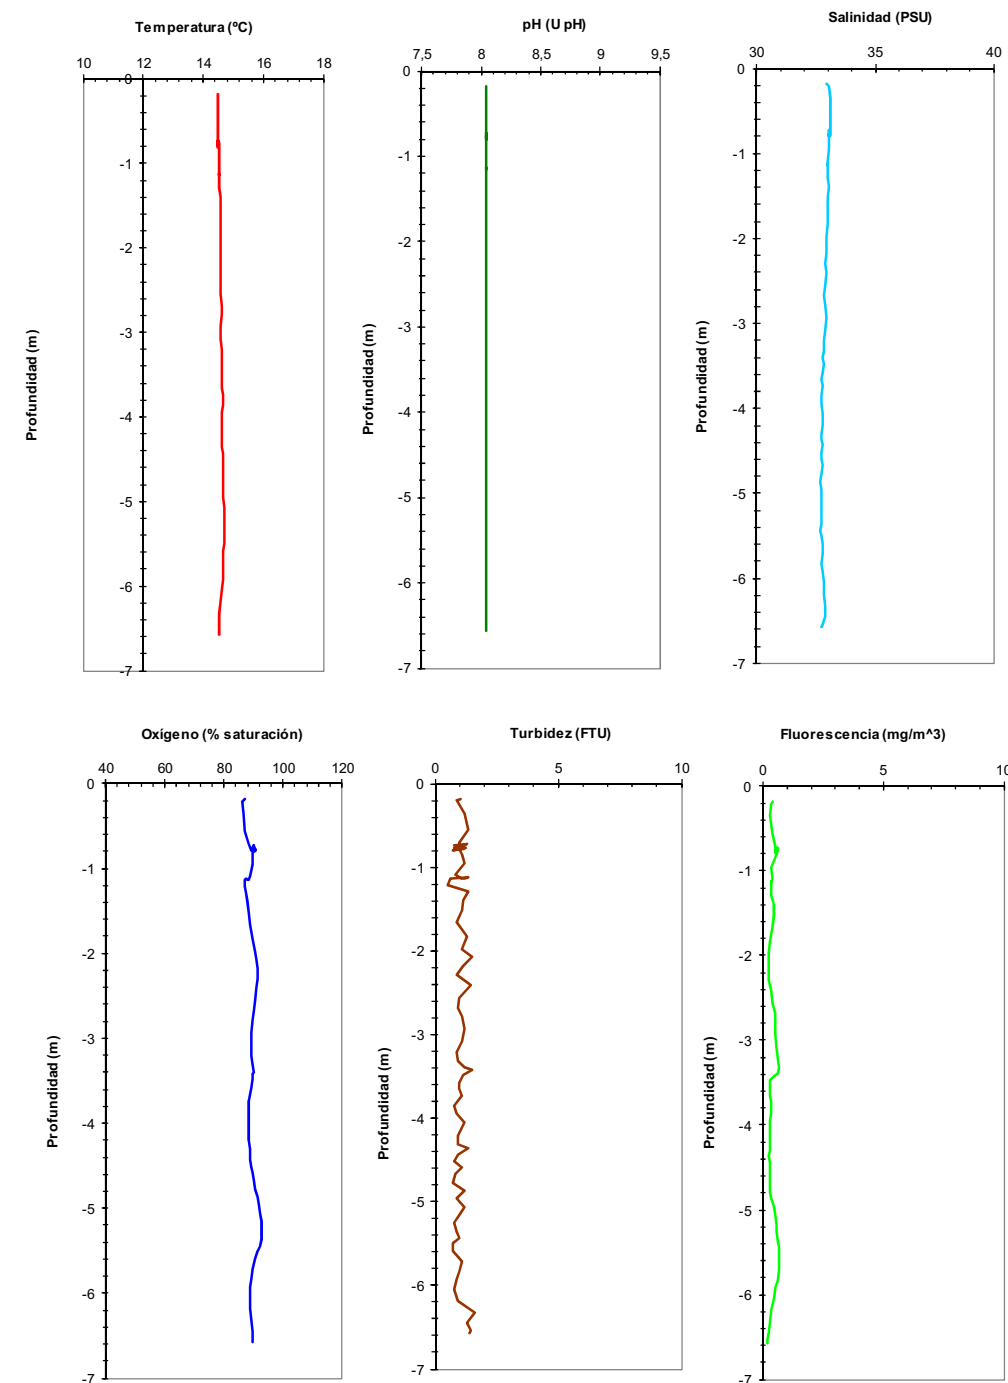 Temperatura (ºC)
10 12 14 16 18
0
-1
-2
-3
-4
-5
-6
-7
Profundidad (m)
pH (U pH)
7,5 8 8,5 9 9,5
0
-1
-2
-3
-4
-5
-6
-7
Profundidad (m)
Salinidad (PSU)
30 35 40
0
-1
-2
-3
-4
-5
-6
-7
Profundidad (m)
Oxígeno (% saturación)
40 60 80 100 120
0
-1
-2
-3
-4
-5
-6
-7
Profundidad (m)
Turbidez (FTU)
0 5 10
0
-1
-2
-3
-4
-5
-6
-7
Profundidad (m)
Fluorescencia (mg/m^3)
0 5 10
0
-1
-2
-3
-4
-5
-6
-7
Profundidad (m)